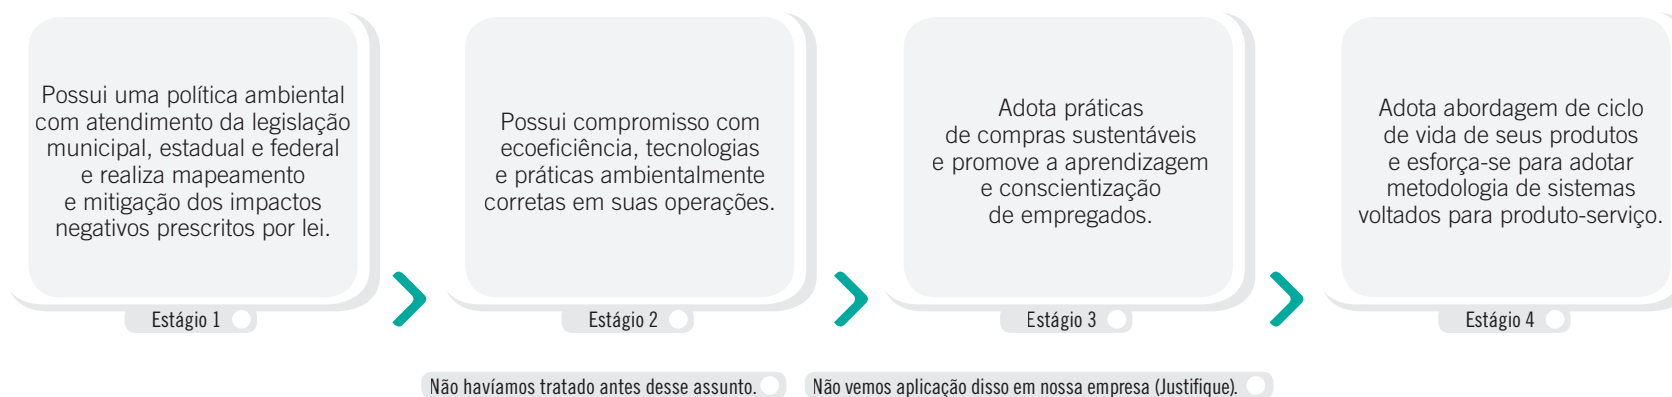 Possui uma política ambiental
com atendimento da legislação
municipal, estadual e federal
e realiza mapeamento
e mitigação dos impactos
negativos prescritos por lei.
Estágio 1
Possui compromisso com
ecoeficiência, tecnologias
e práticas ambientalmente
corretas em suas operações.
Estágio 2
Adota práticas
de compras sustentáveis
e promove a aprendizagem
e conscientização
de empregados.
Estágio 3
Adota abordagem de ciclo
de vida de seus produtos
e esforça-se para adotar
metodologia de sistemas
voltados para produto-serviço.
Estágio 4
Não havíamos tratado antes desse assunto.
Não vemos aplicação disso em nossa empresa (Justifique).